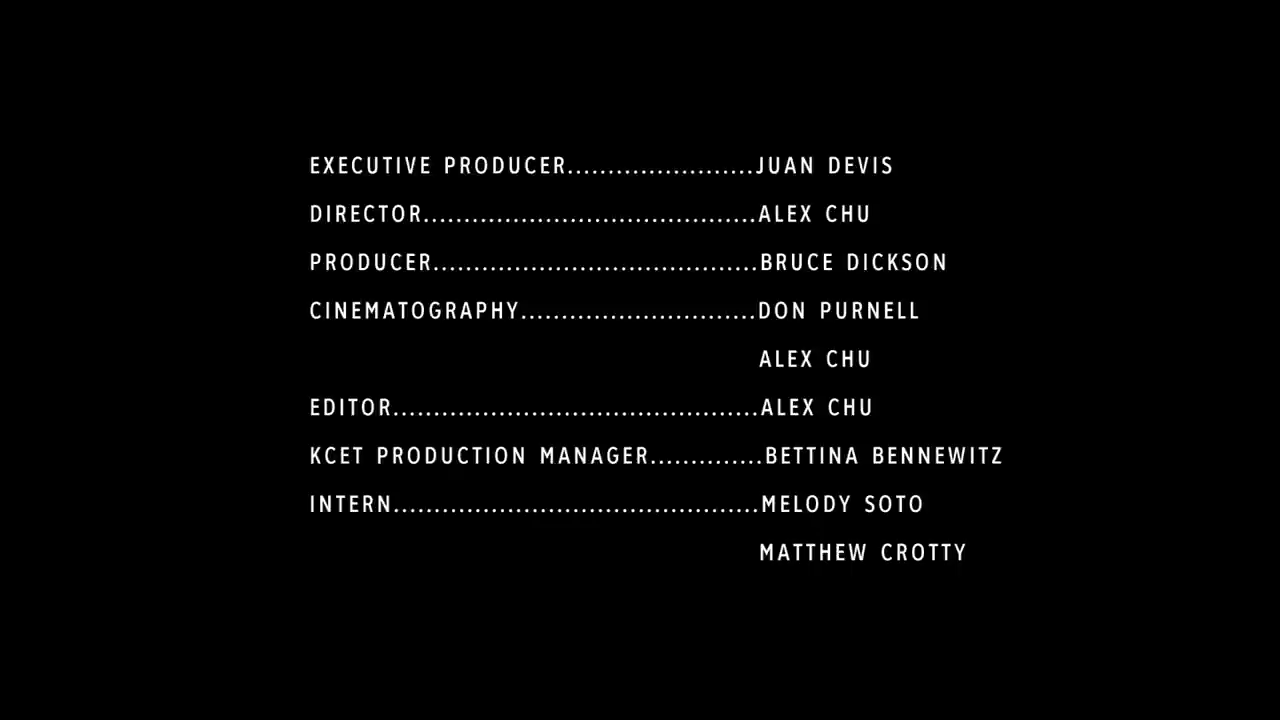 EXECUTIVE PRODUCER.......................JUAN DEVIS
DIRECTOR.........................................ALEX CHU
PRODUCER........................................BRUCE DICKSON
CINEMATOGRAPHY.............................DON PURNELL
ALEX CHU
EDITOR.............................................ALEX CHU
KCET PRODUCTION MANAGER..............BETTINA BENNEWITZ
INTERN.............................................MELODY SOTO
MATTHEW CROTTY